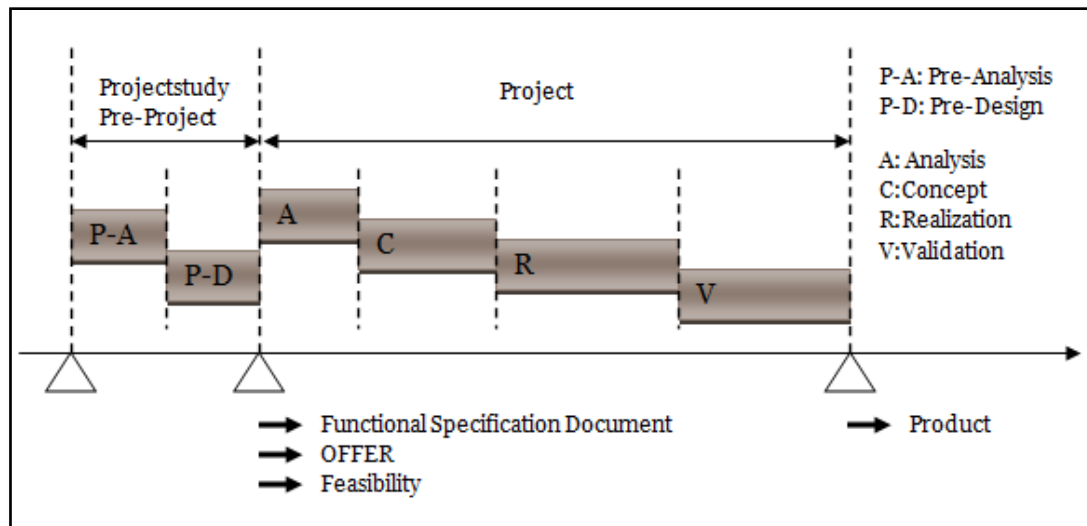 Projectstudy
Pre-Project
Project
P-A: Pre-Analysis
P-D: Pre-Design
A: Analysis
C:Concept
R:Realization
V:Validation
P-A
P-D
A
C
R
V
Functional Specification Document
OFFER
Feasibility
Product